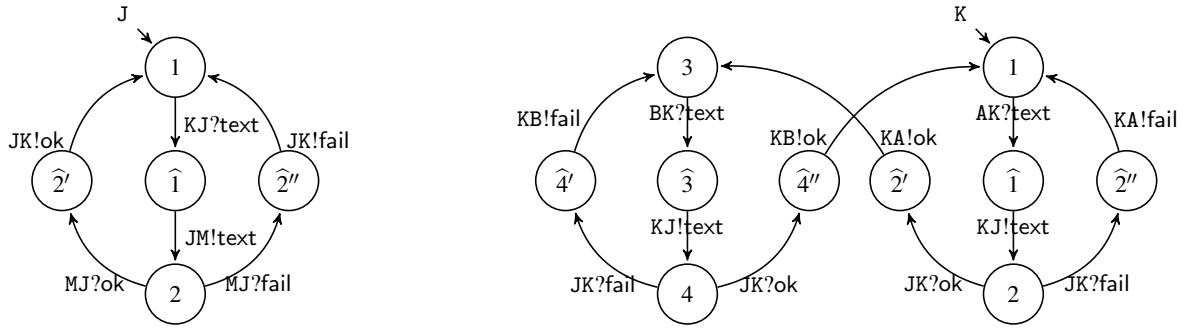 J K
1 3 1
KJ?text BK?text AK?text
JK!ok JK!fail KB!fail KB!ok KA!ok KA!fail
2̂′ 1̂ 2̂″ 4̂′ 3̂ 4̂″ 2̂′ 1̂ 2̂″
JM!text KJ!text KJ!text
MJ?ok MJ?fail JK?fail JK?ok JK?ok JK?fail
2 4 2